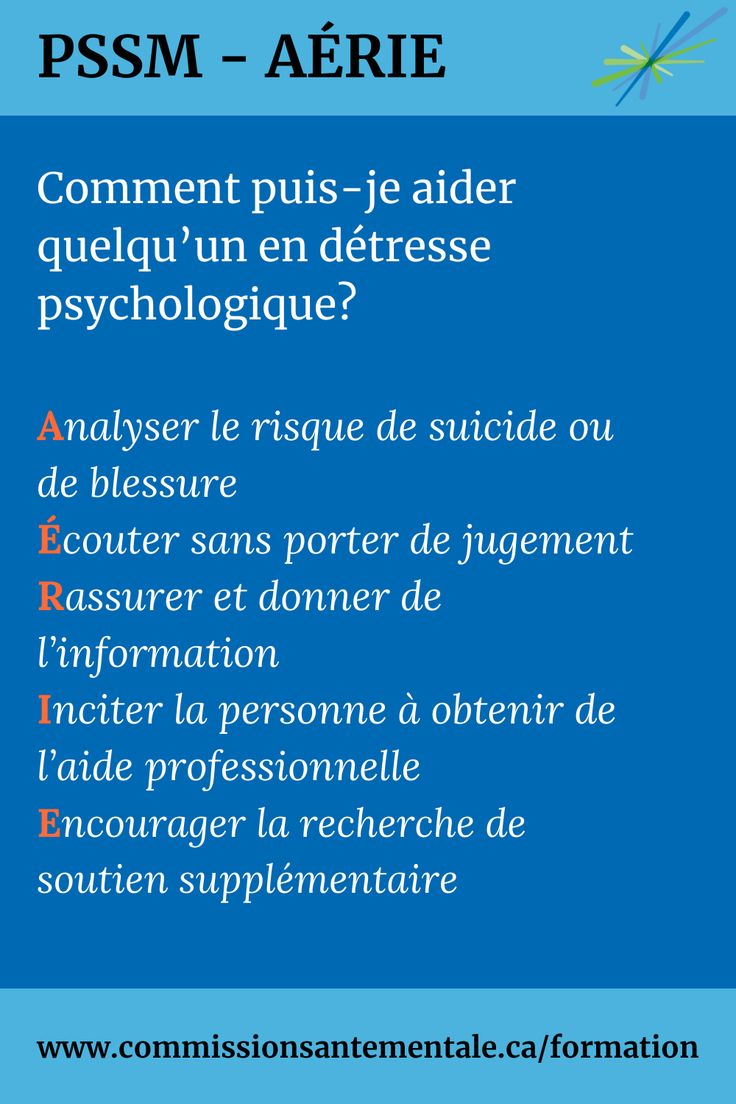 PSSM - AÉRIE
Comment puis-je aider
quelqu’un en détresse
psychologique?
Analyser le risque de suicide ou
de blessure
Écouter sans porter de jugement
Rassurer et donner de
l’information
Inciter la personne à obtenir de
l’aide professionnelle
Encourager la recherche de
soutien supplémentaire
www.commissionsantementale.ca/formation